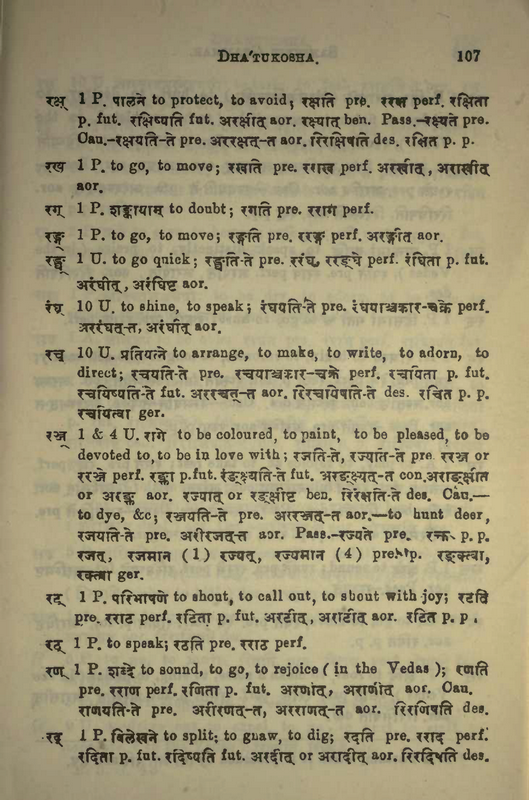 DHA'TUKOSHA. 107
रक्ष् 1 P. पालने to protect, to avoid; रक्षति pre. ररक्ष perf. रक्षिता
p. fut. रक्षिष्यति fut. अरक्षीत् aor. रक्ष्यात् ben. Pass.-रक्ष्यते pre.
Cau.-रक्षयति-ते pre. अररक्षत्-त aor. रिरक्षिषति des. रक्षित p. p.
रख 1 P. to go, to move; रखति pre. रराख perf. अरखीत्, अराखीत्
aor.
रग् 1 P. शङ्कायाम् to doubt; रगति pre. रराग perf.
रङ्ग् 1 P. to go, to move; रङ्गति pre. ररङ्ग perf. अरङ्गीत् aor.
रङ्घ् 1 U. to go quick; रङ्घति-ते pre. ररंघ, ररङ्घे perf. रंघिता p. fut.
अरंघीत्, अरंघिष्ट aor.
रंघ् 10 U. to shine, to speak; रंघयति-ते pre. रंघयाञ्चकार-चक्रे perf.
अररंघत्-त, अरंघीत् aor.
रच् 10 U. प्रतियत्ने to arrange, to make, to write, to adorn, to
direct; रचयति-ते pre. रचयाञ्चकार-चक्रे perf. रचयिता p. fut.
रचयिष्यति-ते fut. अररचत्-त aor. रिरचयिषति-ते des. रचित p. p.
रचयित्वा ger.
रञ्ज् 1 & 4 U. रागे to be coloured, to paint, to be pleased, to be
devoted to, to be in love with; रजति-ते, रज्यति-ते pre ररञ्ज or
ररञ्जे perf. रङ्क्ता p.fut. रंङ्क्ष्यति-ते fut. अरङ्क्ष्यत्-त con. अराङ्क्षीत्
or अरङ्क्त aor. रज्यात् or रङ्क्षीष्ट ben. रिरंक्षति-ते des. Cau.—
to dye, &c; रञ्जयति-ते pre. अररञ्जत्-त aor.—to hunt deer,
रजयति-ते pre. अरीरजत्-त aor. Pass.-रज्यते pre. रक्त p. p.
रजत्, रजमान (1) रज्यत्, रज्यमान (4) pre. p. रङ्क्त्वा,
रक्त्वा ger.
रट् 1 P. परिभाषणे to shout, to call out, to shout with joy; रटति
pre. रराट perf. रटिता p. fut. अरटीत्, अराटीत् aor. रटित p. p.
रठ् 1 P. to speak; रठति pre. रराठ perf.
रण् 1 P. शब्दे to sound, to go, to rejoice ( in the Vedas ); रणति
pre. रराण perf. रणिता p. fut. अरणीत्, अराणीत् aor. Cau.
राणयति-ते pre. अरीरणत्-त, अरराणत्-त aor. रिरणिषति des.
रद् 1 P. विलेखने to split, to gnaw, to dig; रदति pre. रराद perf.
रदिता p. fut. रदिष्यति fut. अरदीत् or अरादीत् aor. रिरदिषति des.